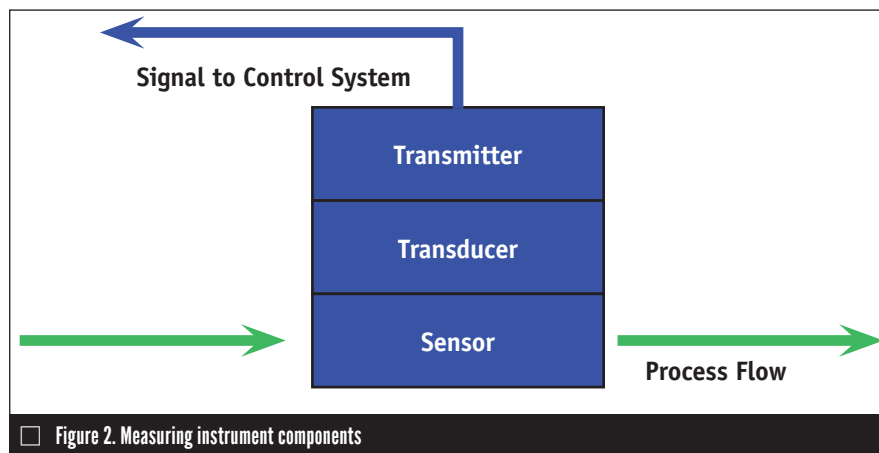 Signal to Control System
Transmitter
Transducer
Sensor
Process Flow
Figure 2. Measuring instrument components